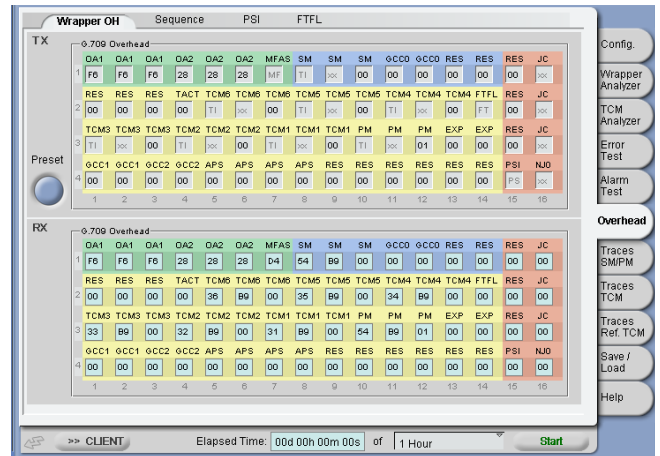 Wrapper OH Sequence PSI FTFL
TX
G.709 Overhead
OA1 OA1 OA1 OA2 OA2 OA2 MFAS SM SM SM GCC0 GCC0 RES RES RES JC
1 F6 F6 F6 28 28 28 MF TI xx 00 00 00 00 00 00 xx
RES RES RES TACT TCM6 TCM6 TCM6 TCM5 TCM5 TCM5 TCM4 TCM4 TCM4 FTFL RES JC
2 00 00 00 00 TI xx 00 TI xx 00 TI xx 00 FT 00 xx
TCM3 TCM3 TCM3 TCM2 TCM2 TCM2 TCM1 TCM1 TCM1 PM PM PM EXP EXP RES JC
3 TI xx 00 TI xx 00 TI xx 00 TI xx 01 00 00 00 xx
GCC1 GCC1 GCC2 GCC2 APS APS APS APS RES RES RES RES RES RES PSI NJO
4 00 00 00 00 00 00 00 00 00 00 00 00 00 00 PS xx
1 2 3 4 5 6 7 8 9 10 11 12 13 14 15 16
Preset
RX
G.709 Overhead
OA1 OA1 OA1 OA2 OA2 OA2 MFAS SM SM SM GCC0 GCC0 RES RES RES JC
1 F6 F6 F6 28 28 28 D4 54 B9 00 00 00 00 00 00 00
RES RES RES TACT TCM6 TCM6 TCM6 TCM5 TCM5 TCM5 TCM4 TCM4 TCM4 FTFL RES JC
2 00 00 00 00 36 B9 00 35 B9 00 34 B9 00 00 00 00
TCM3 TCM3 TCM3 TCM2 TCM2 TCM2 TCM1 TCM1 TCM1 PM PM PM EXP EXP RES JC
3 33 B9 00 32 B9 00 31 B9 00 54 B9 01 00 00 00 00
GCC1 GCC1 GCC2 GCC2 APS APS APS APS RES RES RES RES RES RES PSI NJO
4 00 00 00 00 00 00 00 00 00 00 00 00 00 00 00 00
1 2 3 4 5 6 7 8 9 10 11 12 13 14 15 16
Config.
Wrapper
Analyzer
TCM
Analyzer
Error
Test
Alarm
Test
Overhead
Traces
SM/PM
Traces
TCM
Traces
Ref. TCM
Save /
Load
Help
>> CLIENT Elapsed Time: 00d 00h 00m 00s of 1 Hour Start